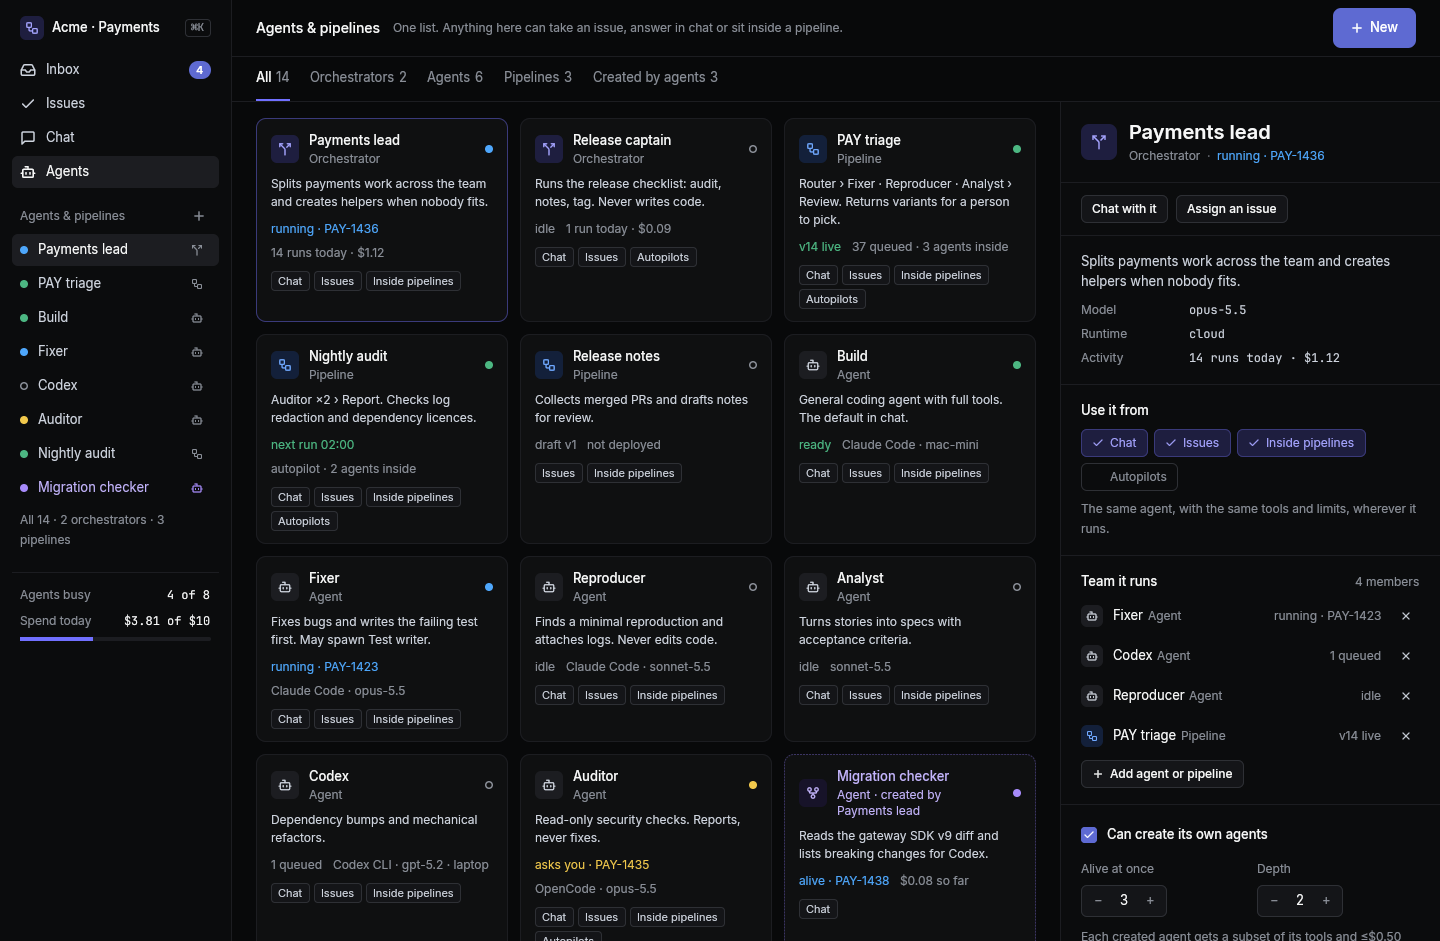 Acme · Payments
⌘K
Inbox
4
Issues
Chat
Agents
Agents & pipelines
Payments lead
PAY triage
Build
Fixer
Codex
Auditor
Nightly audit
Migration checker
All 14 · 2 orchestrators · 3
pipelines
Agents busy
4 of 8
Spend today
$3.81 of $10
Agents & pipelines
One list. Anything here can take an issue, answer in chat or sit inside a pipeline.
+ New
All 14
Orchestrators 2
Agents 6
Pipelines 3
Created by agents 3
Payments lead
Orchestrator
Splits payments work across the team
and creates helpers when nobody fits.
running · PAY-1436
14 runs today · $1.12
Chat
Issues
Inside pipelines
Release captain
Orchestrator
Runs the release checklist: audit,
notes, tag. Never writes code.
idle 1 run today · $0.09
Chat
Issues
Autopilots
PAY triage
Pipeline
Router › Fixer · Reproducer · Analyst ›
Review. Returns variants for a person
to pick.
v14 live 37 queued · 3 agents inside
Chat
Issues
Inside pipelines
Autopilots
Nightly audit
Pipeline
Auditor ×2 › Report. Checks log
redaction and dependency licences.
next run 02:00
autopilot · 2 agents inside
Chat
Issues
Inside pipelines
Autopilots
Release notes
Pipeline
Collects merged PRs and drafts notes
for review.
draft v1 not deployed
Issues
Inside pipelines
Build
Agent
General coding agent with full tools.
The default in chat.
ready Claude Code · mac-mini
Chat
Issues
Inside pipelines
Fixer
Agent
Fixes bugs and writes the failing test
first. May spawn Test writer.
running · PAY-1423
Claude Code · opus-5.5
Chat
Issues
Inside pipelines
Reproducer
Agent
Finds a minimal reproduction and
attaches logs. Never edits code.
idle Claude Code · sonnet-5.5
Chat
Issues
Inside pipelines
Analyst
Agent
Turns stories into specs with
acceptance criteria.
idle sonnet-5.5
Chat
Issues
Inside pipelines
Codex
Agent
Dependency bumps and mechanical
refactors.
1 queued Codex CLI · gpt-5.2 · laptop
Chat
Issues
Inside pipelines
Auditor
Agent
Read-only security checks. Reports,
never fixes.
asks you · PAY-1435
OpenCode · opus-5.5
Chat
Issues
Inside pipelines
Autopilots
Migration checker
Agent · created by
Payments lead
Reads the gateway SDK v9 diff and
lists breaking changes for Codex.
alive · PAY-1438 $0.08 so far
Chat
Payments lead
Orchestrator · running · PAY-1436
Chat with it
Assign an issue
Splits payments work across the team and creates
helpers when nobody fits.
Model opus-5.5
Runtime cloud
Activity 14 runs today · $1.12
Use it from
Chat
Issues
Inside pipelines
Autopilots
The same agent, with the same tools and limits, wherever it
runs.
Team it runs
4 members
Fixer Agent running · PAY-1423 ×
Codex Agent 1 queued ×
Reproducer Agent idle ×
PAY triage Pipeline v14 live ×
+ Add agent or pipeline
Can create its own agents
Alive at once
Depth
− 3 +
− 2 +
Each created agent gets a subset of its tools and ≤$0.50